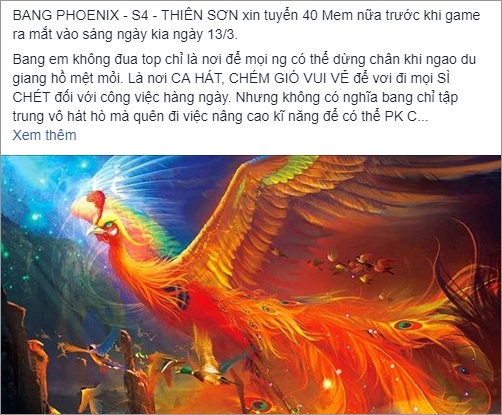 BANG PHOENIX - S4 - THIÊN SƠN xin tuyển 40 Mem nữa trước khi game
ra mắt vào sáng ngày kia ngày 13/3.
Bang em không đua top chỉ là nơi để mọi ng có thể dừng chân khi ngao du
giang hồ mệt mỏi. Là nơi CA HÁT, CHÉM GIÓ VUI VẺ để vơi đi mọi SÌ
CHÉT đối với công việc hàng ngày. Nhưng không có nghĩa bang chỉ tập
trung vô hát hò mà quên đi việc nâng cao kĩ năng để có thể PK C...
Xem thêm